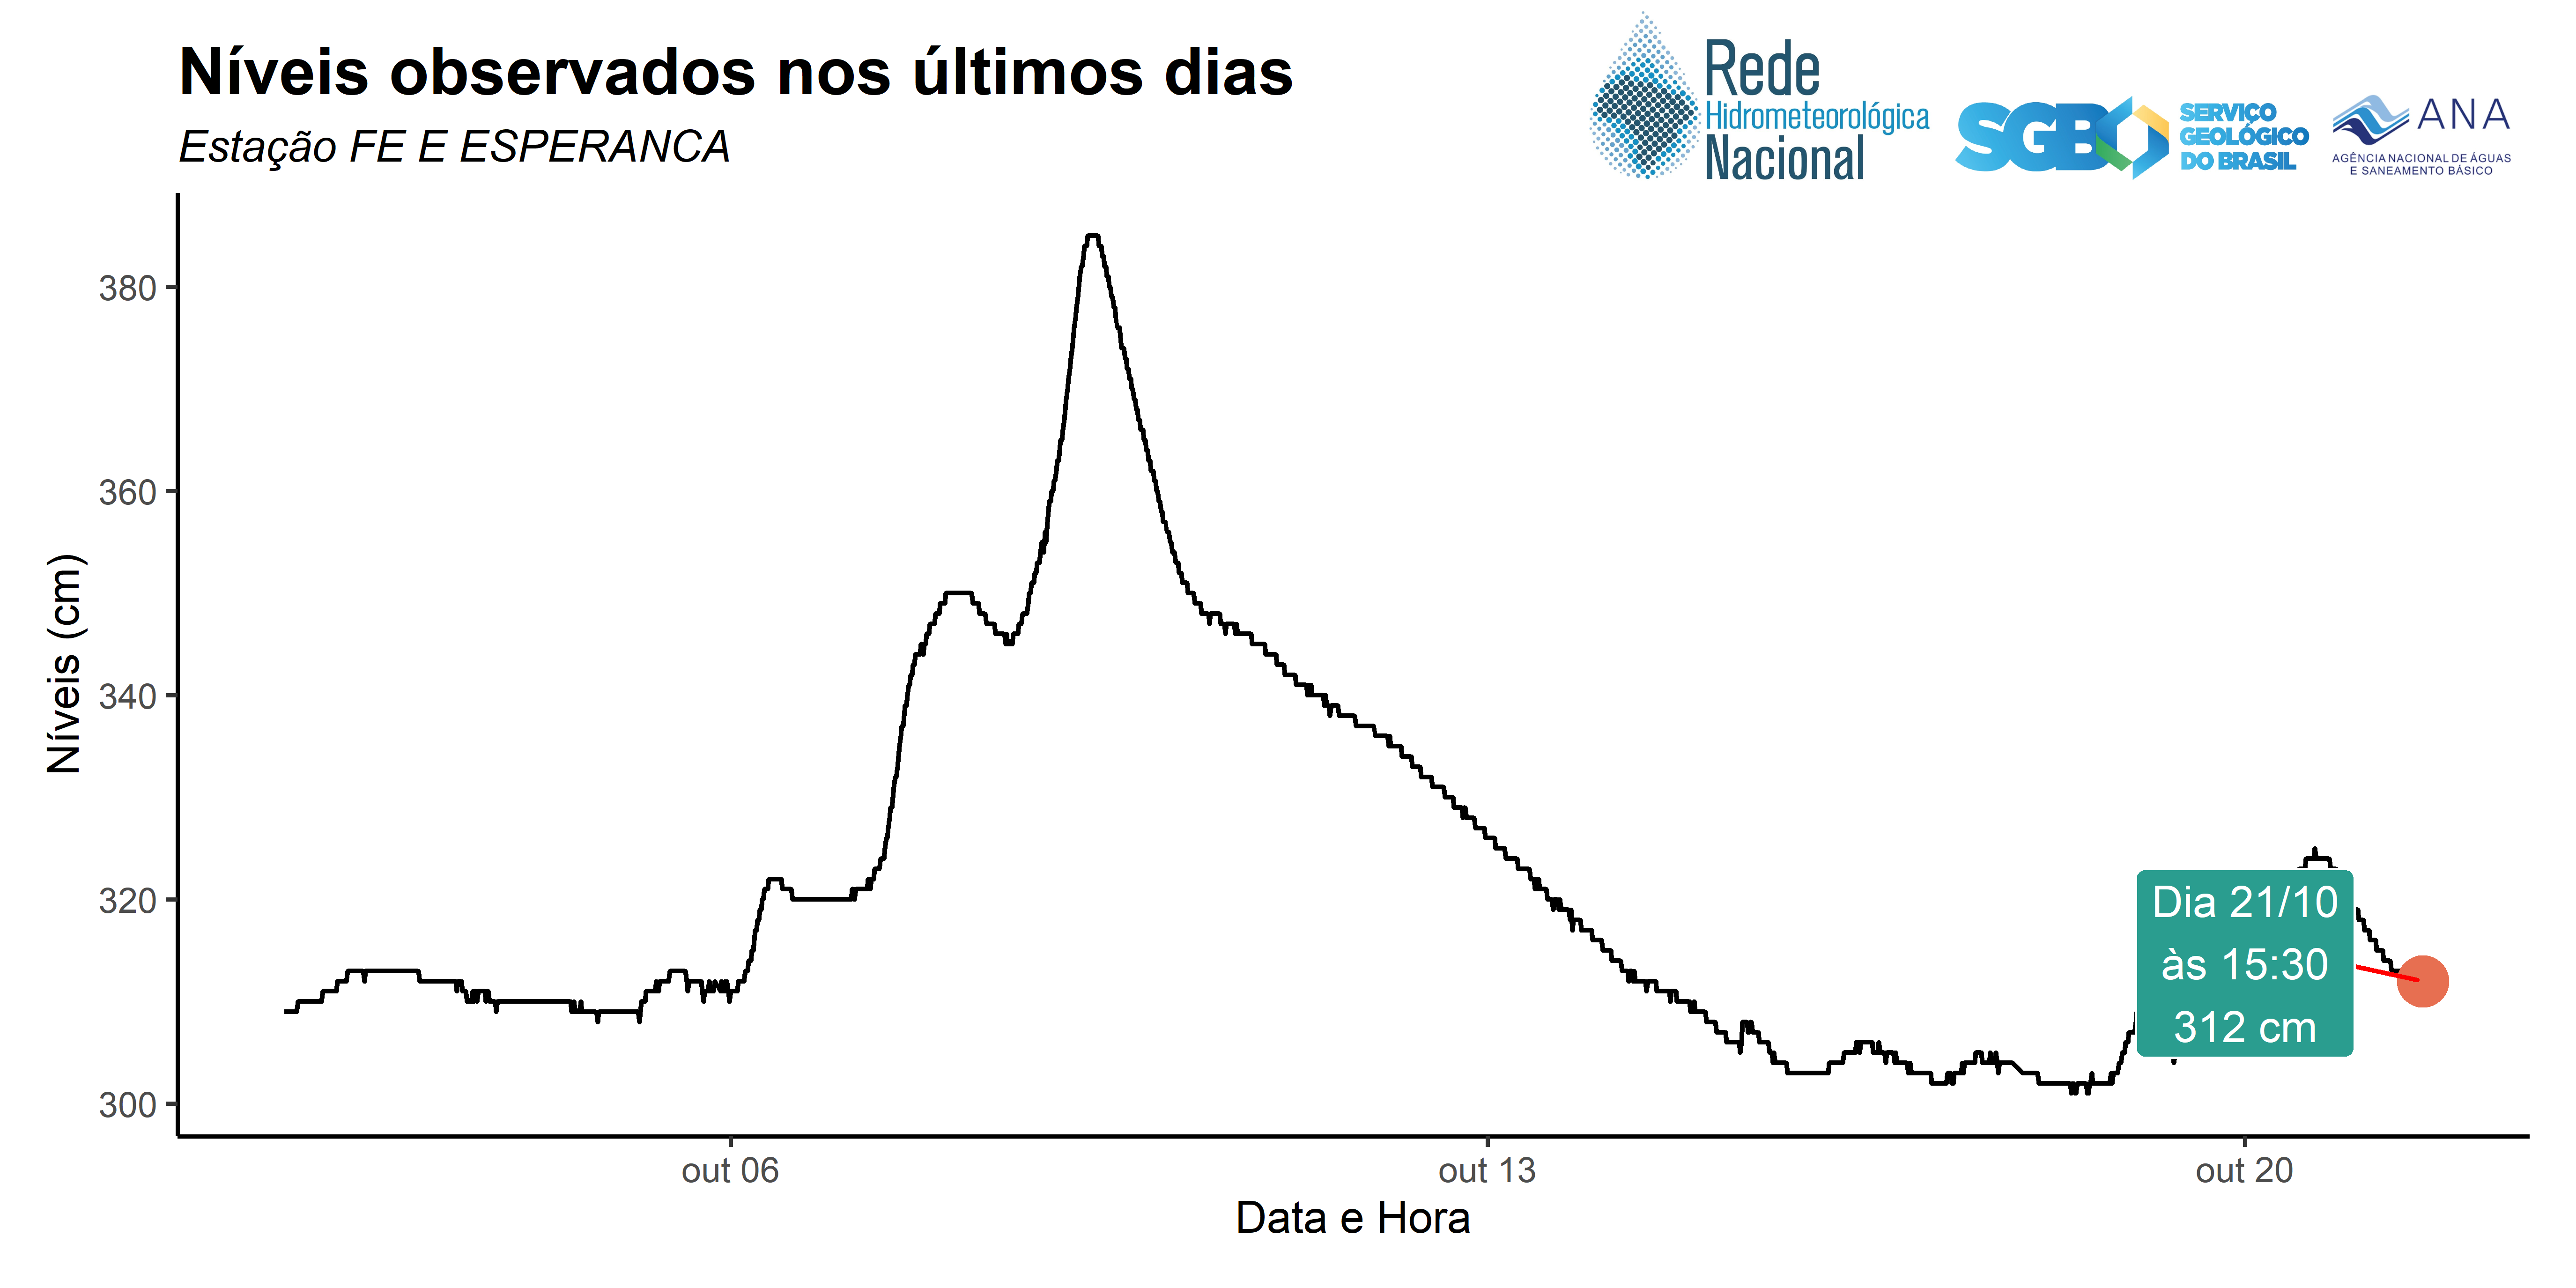 Níveis observados nos últimos dias
Estação FE E ESPERANCA
Rede
Hidrometeorológica
Nacional
SGB
SERVIÇO
GEOLÓGICO
DO BRASIL
ANA
AGÊNCIA NACIONAL DE ÁGUAS
E SANEAMENTO BÁSICO
Níveis (cm)
380
360
340
320
300
Dia 21/10
às 15:30
312 cm
out 06
out 13
out 20
Data e Hora